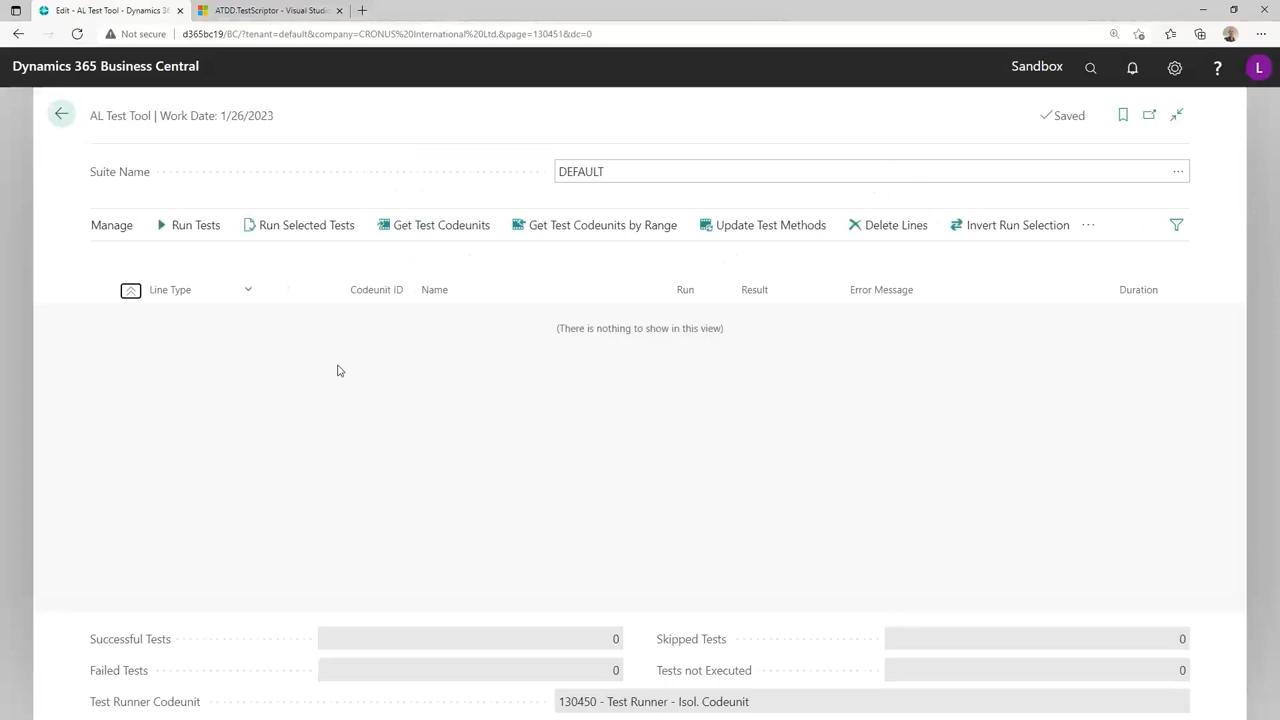 Edit - AL Test Tool - Dynamics 36
ATDD.TestScriptor - Visual Studi
Not secure
d365bc19/BC/?tenant=default&company=CRONUS%20International%20Ltd.&page=130451&dc=0
Dynamics 365 Business Central
Sandbox
L
AL Test Tool | Work Date: 1/26/2023
Saved
Suite Name
DEFAULT
Manage
Run Tests
Run Selected Tests
Get Test Codeunits
Get Test Codeunits by Range
Update Test Methods
Delete Lines
Invert Run Selection
Line Type
Codeunit ID
Name
Run
Result
Error Message
Duration
(There is nothing to show in this view)
Successful Tests
0
Skipped Tests
0
Failed Tests
0
Tests not Executed
0
Test Runner Codeunit
130450 - Test Runner - Isol. Codeunit